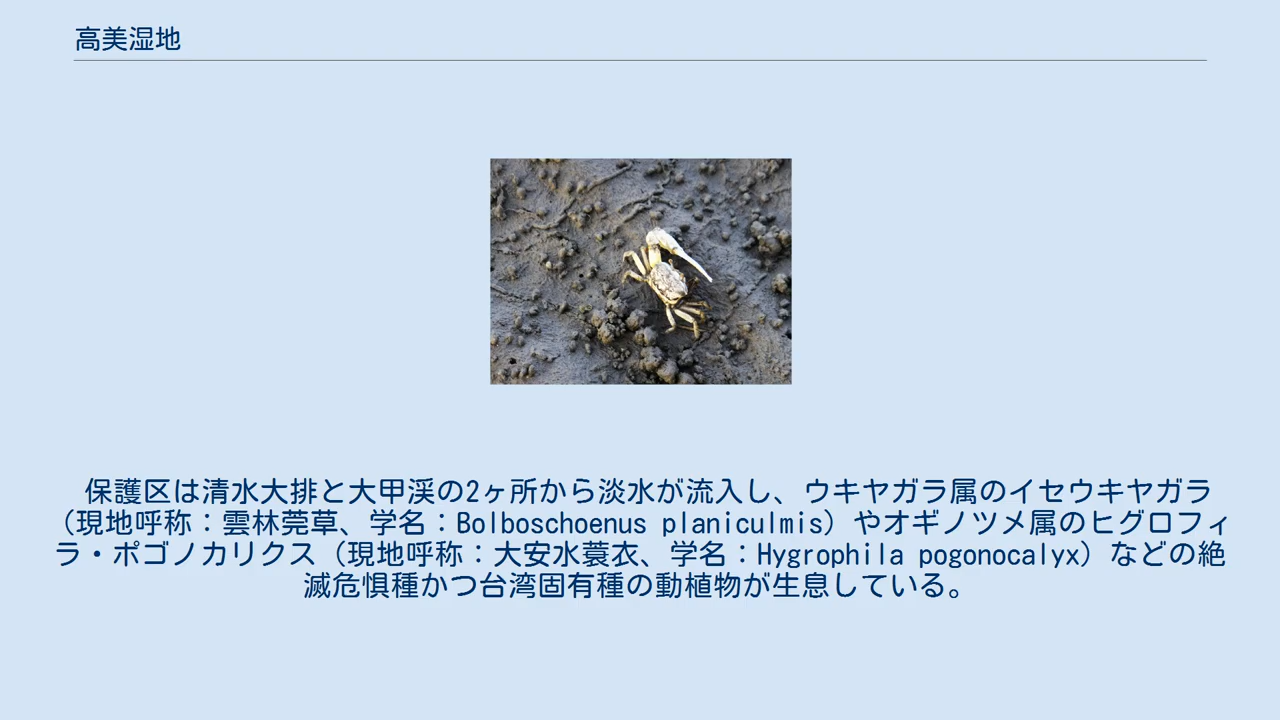 高美湿地
保護区は清水大排と大甲渓の2ヶ所から淡水が流入し、ウキヤガラ属のイセウキヤガラ
（現地呼称：雲林莞草、学名：Bolboschoenus planiculmis）やオギノツメ属のヒグロフィ
ラ・ポゴノカリクス（現地呼称：大安水蓑衣、学名：Hygrophila pogonocalyx）などの絶
滅危惧種かつ台湾固有種の動植物が生息している。